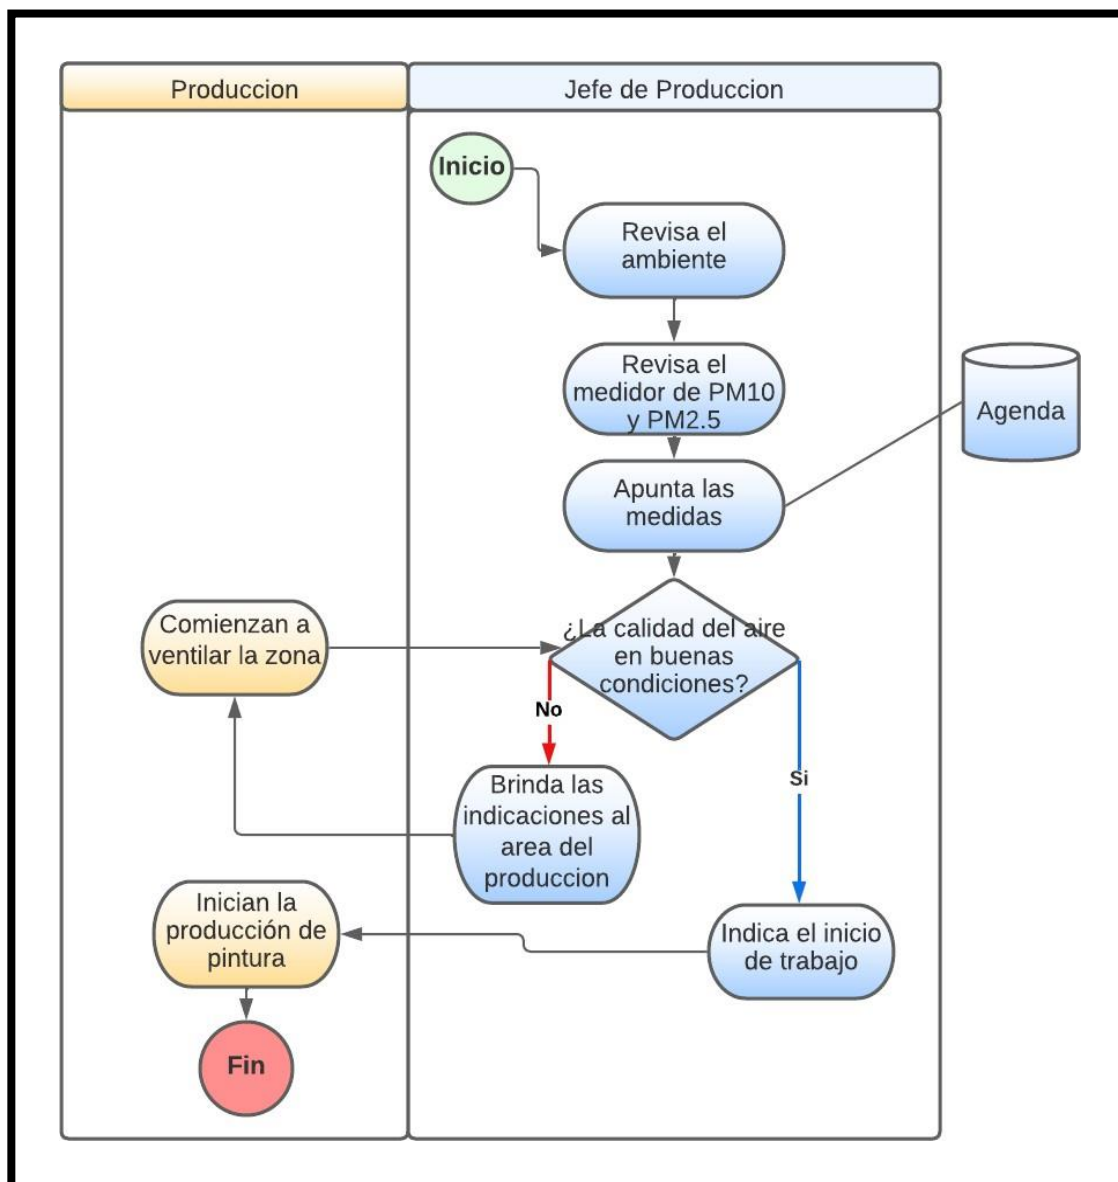 Produccion
Jefe de Produccion
Inicio
Revisa el
ambiente
Revisa el
medidor de PM10
y PM2.5
Agenda
Apunta las
medidas
Comienzan a
ventilar la zona
¿La calidad del aire
en buenas
condiciones?
No
Si
Brinda las
indicaciones al
area del
produccion
Inician la
producción de
pintura
Indica el inicio
de trabajo
Fin